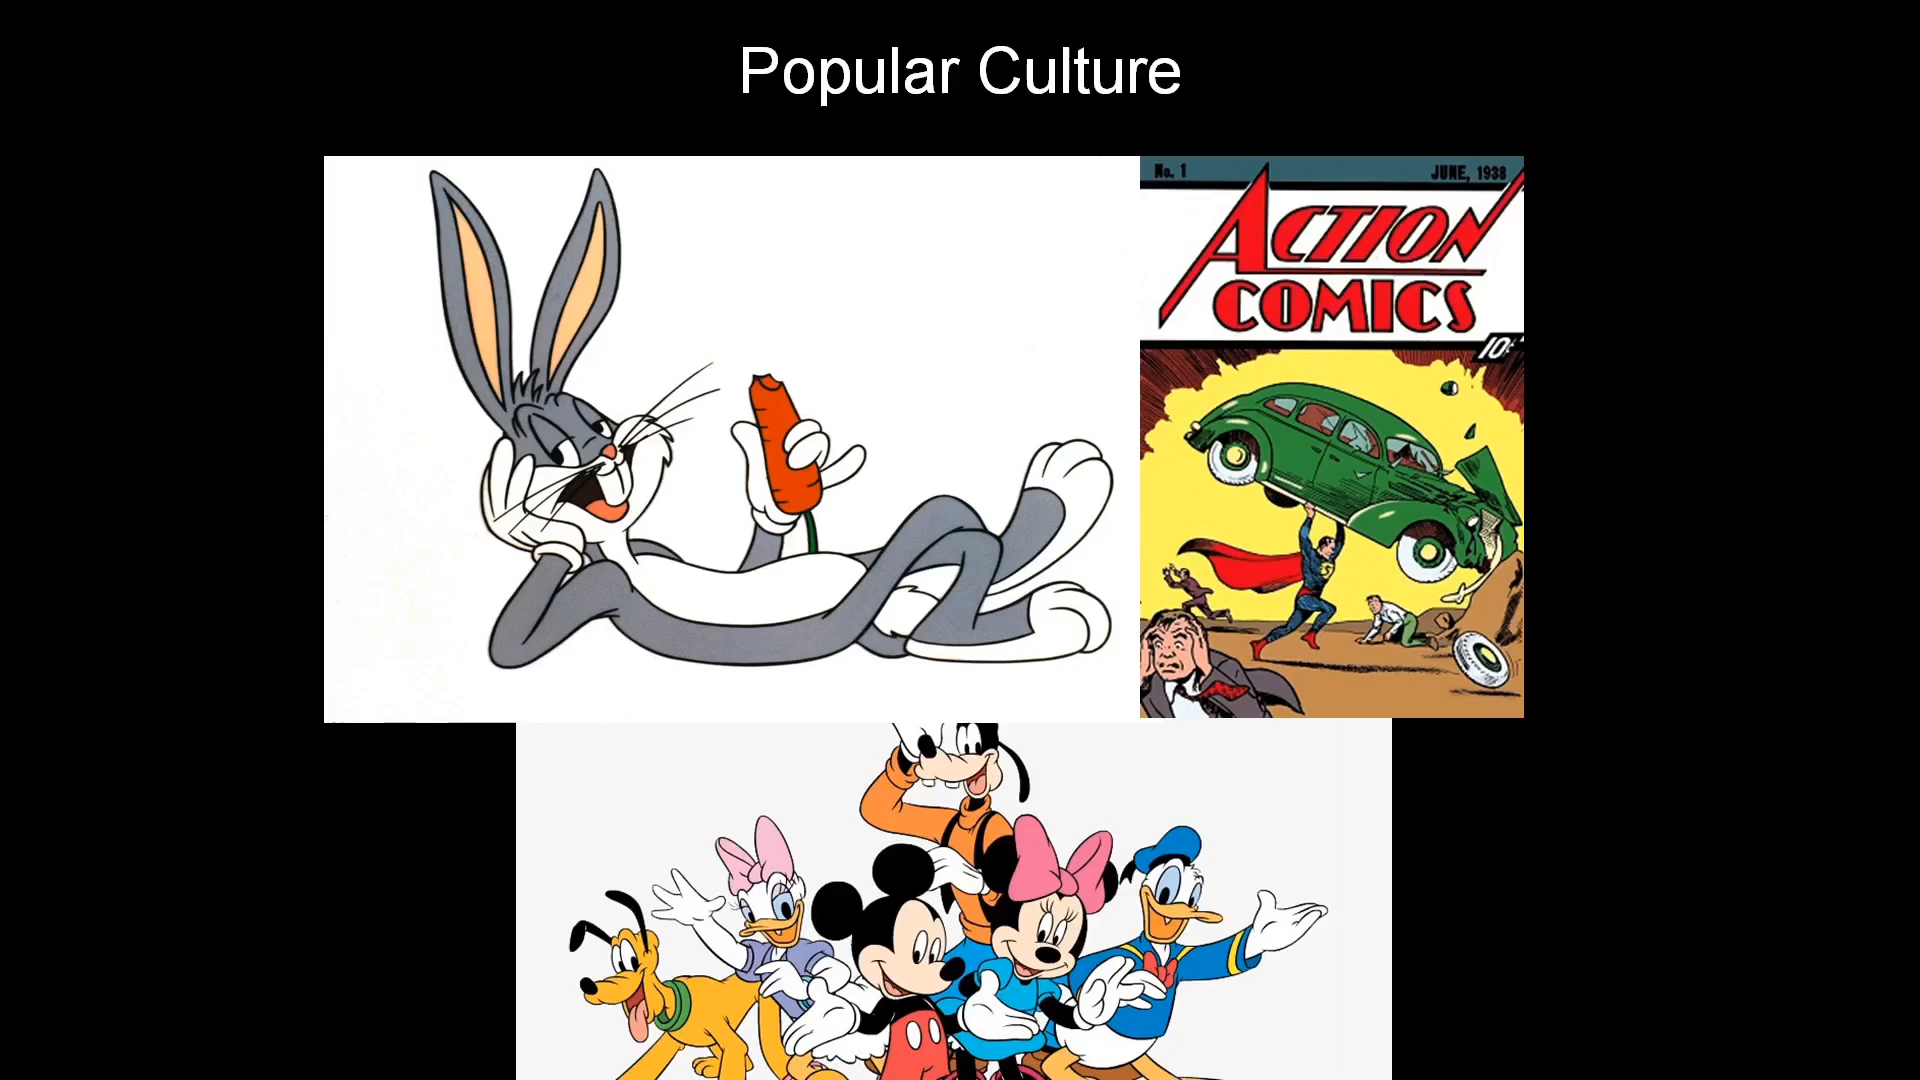 Popular Culture
No. 1
JUNE, 1938
ACTION
COMICS
10¢